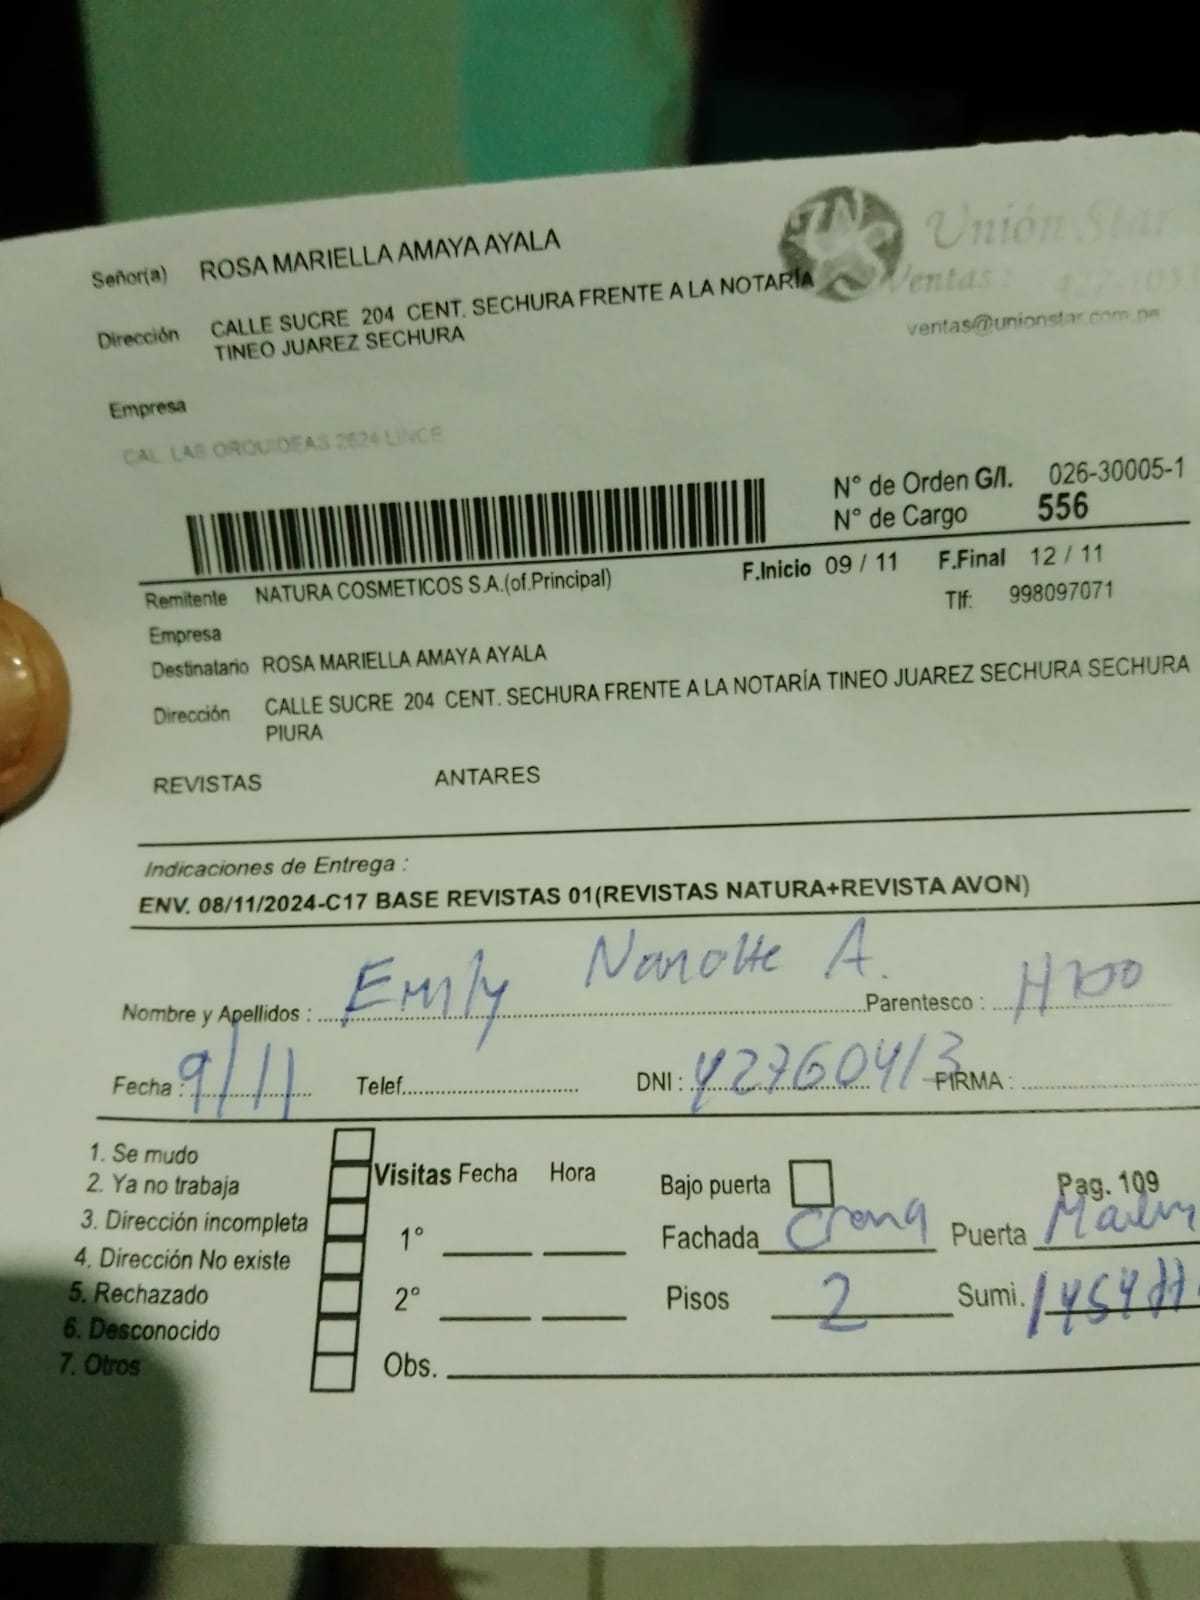 Señor(a) ROSA MARIELLA AMAYA AYALA
Unión Star
Ventas :
Dirección CALLE SUCRE 204 CENT. SECHURA FRENTE A LA NOTARÍA
TINEO JUAREZ SECHURA
ventas@unionstar.com.pe
Empresa
CAL. LAS ORQUIDEAS 2624 LINCE
N° de Orden G/I. 026-30005-1
N° de Cargo 556
Remitente NATURA COSMETICOS S.A.(of.Principal)
F.Inicio 09 / 11 F.Final 12 / 11
Tlf: 998097071
Empresa
Destinatario ROSA MARIELLA AMAYA AYALA
Dirección CALLE SUCRE 204 CENT. SECHURA FRENTE A LA NOTARÍA TINEO JUAREZ SECHURA SECHURA
PIURA
REVISTAS ANTARES
Indicaciones de Entrega :
ENV. 08/11/2024-C17 BASE REVISTAS 01(REVISTAS NATURA+REVISTA AVON)
Nombre y Apellidos : Emily A. Parentesco :
Fecha : 9/11 Telef. DNI : FIRMA :
1. Se mudo
2. Ya no trabaja
3. Dirección incompleta
4. Dirección No existe
5. Rechazado
6. Desconocido
7. Otros
Visitas Fecha Hora
1°
2°
Obs.
Bajo puerta Pag. 109
Fachada Crema Puerta
Pisos 2 Sumi.